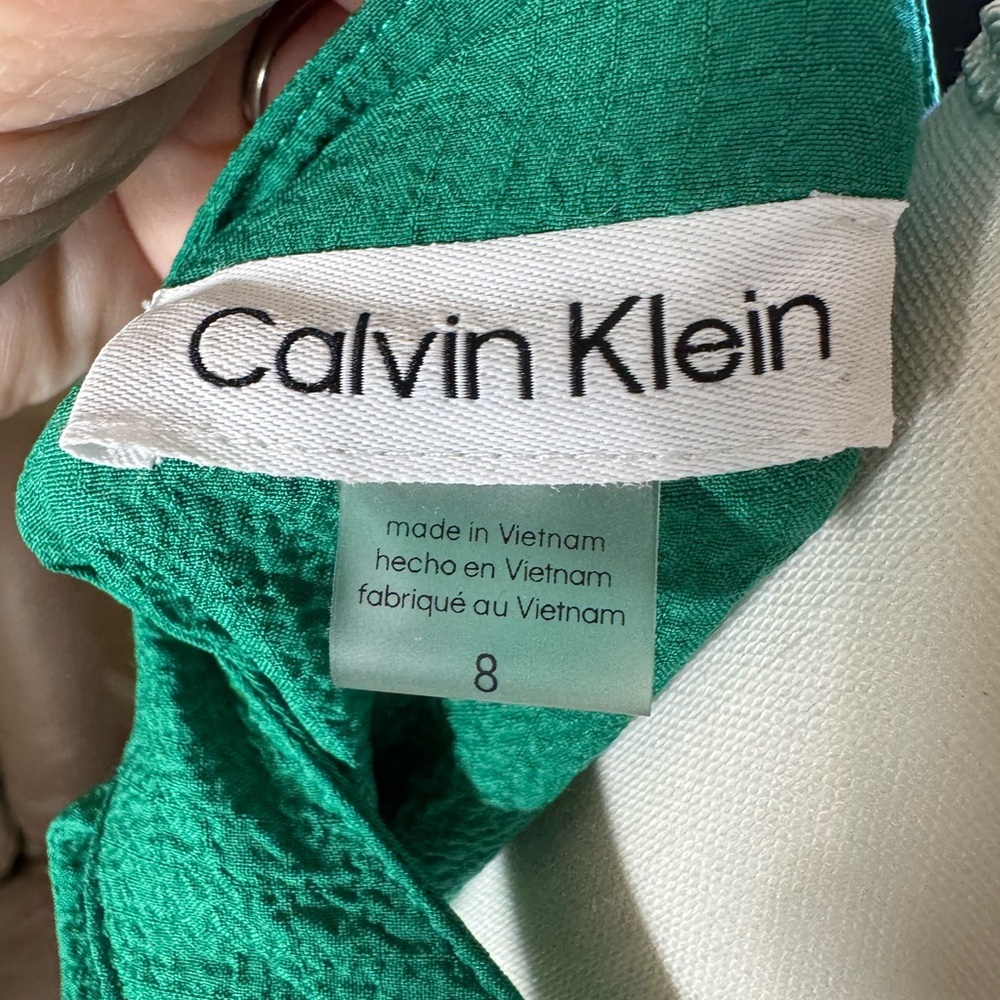 Calvin Klein
made in Vietnam
hecho en Vietnam
fabriqué au Vietnam
8